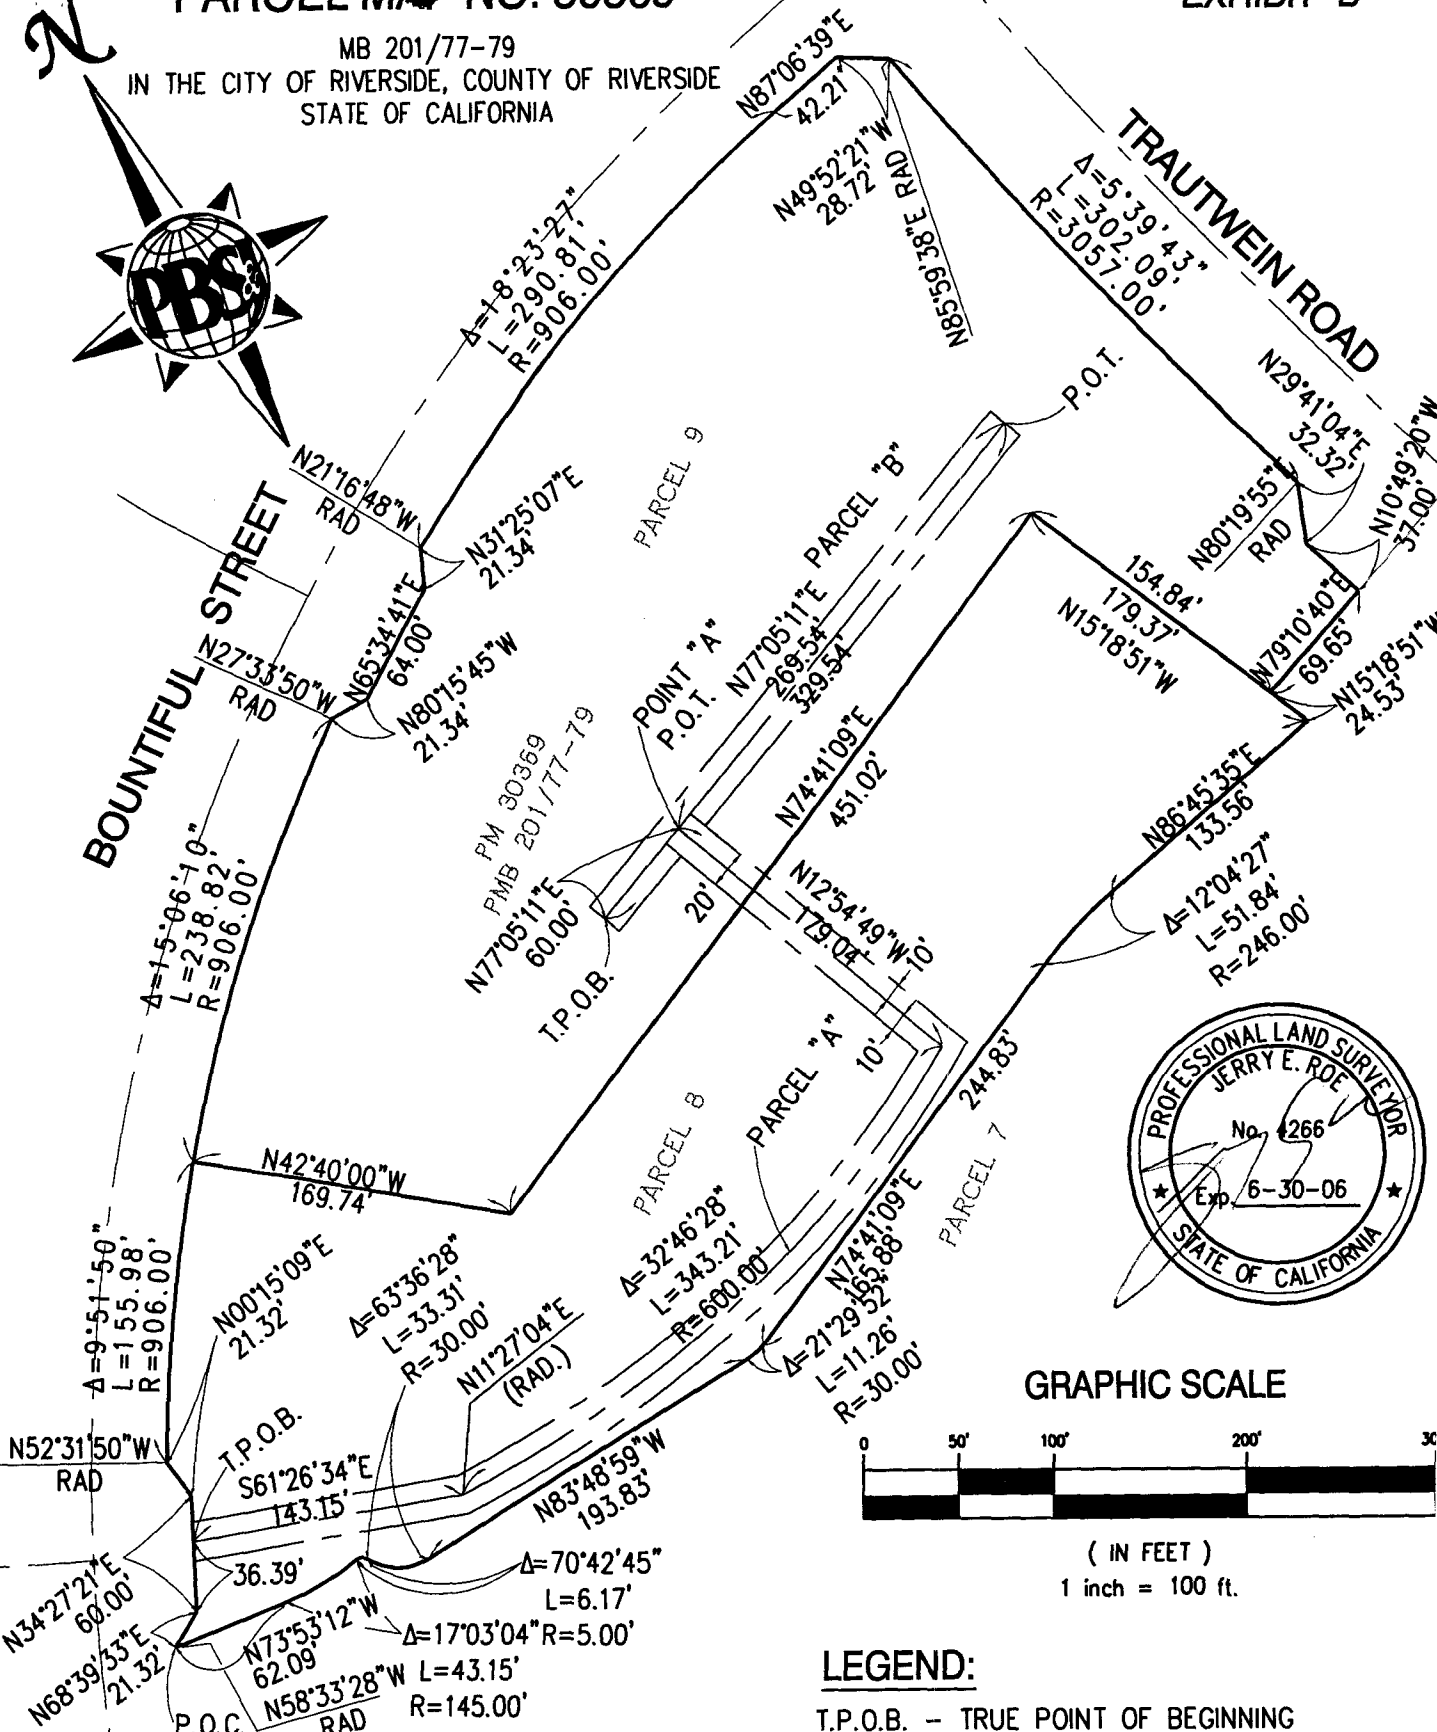 N
MB 201/77-79
IN THE CITY OF RIVERSIDE, COUNTY OF RIVERSIDE
STATE OF CALIFORNIA
PBS
TRAUTWEIN ROAD
BOUNTIFUL STREET
N87°06'39"E
42.21'
N49°52'21"W
28.72'
N85°59'38"E RAD
Δ=5°39'43"
L=302.09'
R=3057.00'
Δ=18°23'27"
L=290.81'
R=906.00'
P.O.T.
N29°41'04"E
32.32'
N10°49'20"W
37.00'
N80°19'55"E
RAD
N21°16'48"W
RAD
N31°25'07"E
21.34'
PARCEL 9
PARCEL "B"
154.84'
179.37'
N15°18'51"W
N79°10'40"E
69.65'
N15°18'51"W
24.53'
N65°34'41"E
64.00'
N27°33'50"W
RAD
N80°15'45"W
21.34'
POINT "A"
P.O.T.
N77°05'11"E
269.54'
329.54'
PM 30369
PMB 201/77-79
N74°41'09"E
451.02'
N86°45'35"E
133.56'
Δ=12°04'27"
L=51.84'
R=246.00'
N77°05'11"E
60.00'
T.P.O.B.
20'
N12°54'49"W
179.04'
10'
10'
Δ=15°06'10"
L=238.82'
R=906.00'
PARCEL "A"
244.83'
PROFESSIONAL LAND SURVEYOR
JERRY E. ROE
No. 4266
Exp. 6-30-06
STATE OF CALIFORNIA
N42°40'00"W
169.74'
PARCEL 8
PARCEL 7
N74°41'09"E
165.88'
Δ=9°51'50"
L=155.98'
R=906.00'
N00°15'09"E
21.32'
Δ=63°36'28"
L=33.31'
R=30.00'
Δ=32°46'28"
L=343.21'
R=600.00'
N11°27'04"E
(RAD.)
Δ=21°29'52"
L=11.26'
R=30.00'
GRAPHIC SCALE
0 50' 100' 200'
( IN FEET )
1 inch = 100 ft.
N52°31'50"W
RAD
T.P.O.B.
S61°26'34"E
143.15'
N83°48'59"W
193.83'
36.39'
N34°27'21"E
60.00'
N68°39'33"E
21.32'
Δ=70°42'45"
L=6.17'
R=5.00'
N73°53'12"W
62.09'
Δ=17°03'04"
L=43.15'
R=145.00'
N58°33'28"W
RAD
P.O.C.
LEGEND:
T.P.O.B. – TRUE POINT OF BEGINNING